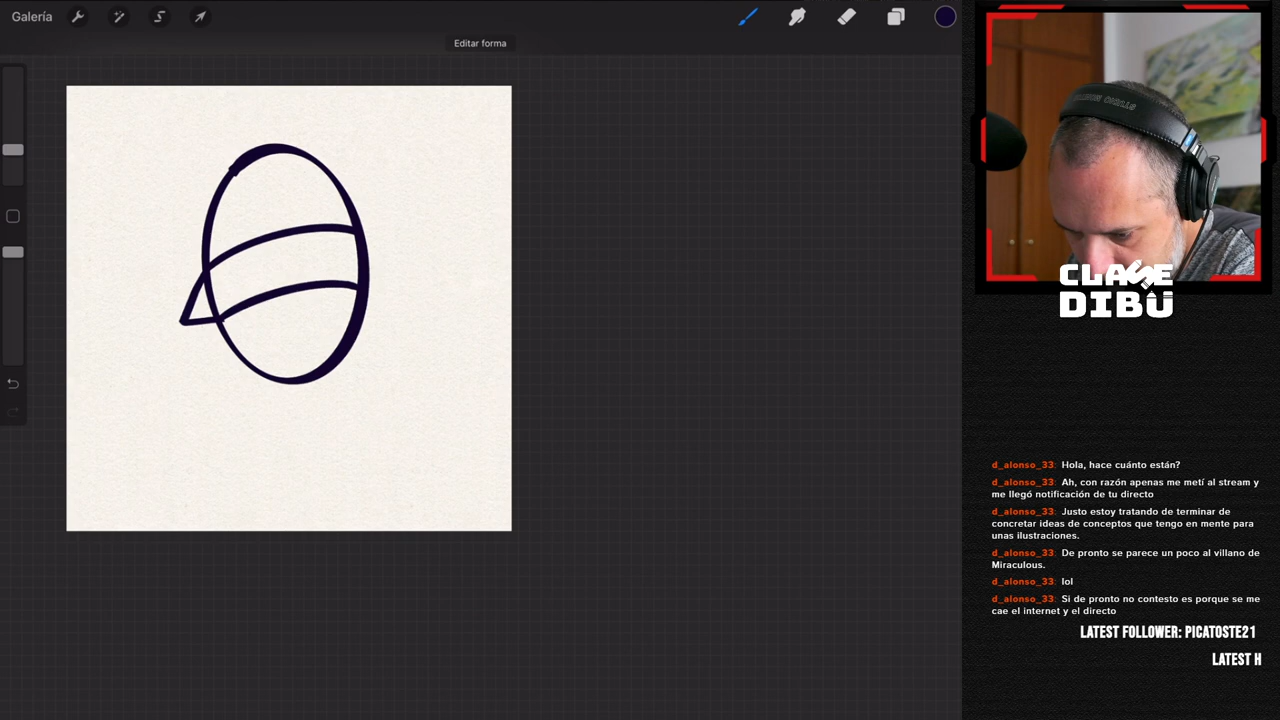 Galería
Editar forma
CLASE
DIBU
d_alonso_33: Hola, hace cuánto están?
d_alonso_33: Ah, con razón apenas me metí al stream y
me llegó notificación de tu directo
d_alonso_33: Justo estoy tratando de terminar de
concretar ideas de conceptos que tengo en mente para
unas ilustraciones.
d_alonso_33: De pronto se parece un poco al villano de
Miraculous.
d_alonso_33: lol
d_alonso_33: Si de pronto no contesto es porque se me
cae el internet y el directo
LATEST FOLLOWER: PICATOSTE21
LATEST H